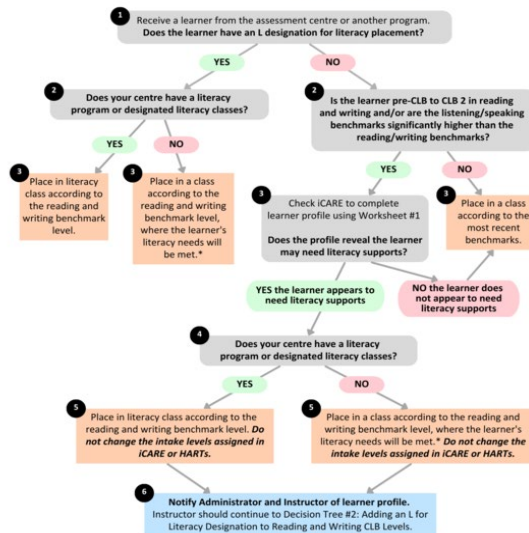 1
Receive a learner from the assessment centre or another program.
Does the learner have an L designation for literacy placement?
YES
NO
2
Does your centre have a literacy
program or designated literacy classes?
2
Is the learner pre-CLB to CLB 2 in reading
and writing and/or are the listening/speaking
benchmarks significantly higher than the
reading/writing benchmarks?
YES
NO
YES
NO
3
Place in literacy
class according to
the reading and
writing benchmark
level.
3
Place in a class
according to the
reading and writing
benchmark level,
where the learner's
literacy needs will
be met.*
3
Check iCARE to complete
learner profile using Worksheet #1
Does the profile reveal the learner
may need literacy supports?
3
Place in a class
according to the
most recent
benchmarks.
YES the learner appears to
need literacy supports
NO the learner does
not appear to need
literacy supports
4
Does your centre have a literacy
program or designated literacy classes?
YES
NO
5
Place in literacy class according to the
reading and writing benchmark level. Do
not change the intake levels assigned in
iCARE or HARTs.
5
Place in a class according to the reading and
writing benchmark level, where the learner's
literacy needs will be met.* Do not change the
intake levels assigned in iCARE or HARTs.
6
Notify Administrator and Instructor of learner profile.
Instructor should continue to Decision Tree #2: Adding an L for
Literacy Designation to Reading and Writing CLB Levels.